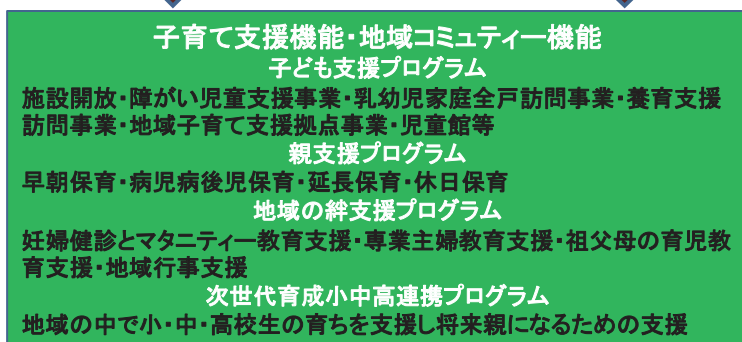 子育て支援機能・地域コミュティー機能
子ども支援プログラム
施設開放・障がい児童支援事業・乳幼児家庭全戸訪問事業・養育支援
訪問事業・地域子育て支援拠点事業・児童館等
親支援プログラム
早朝保育・病児病後児保育・延長保育・休日保育
地域の絆支援プログラム
妊婦健診とマタニティー教育支援・専業主婦教育支援・祖父母の育児教
育支援・地域行事支援
次世代育成小中高連携プログラム
地域の中で小・中・高校生の育ちを支援し将来親になるための支援